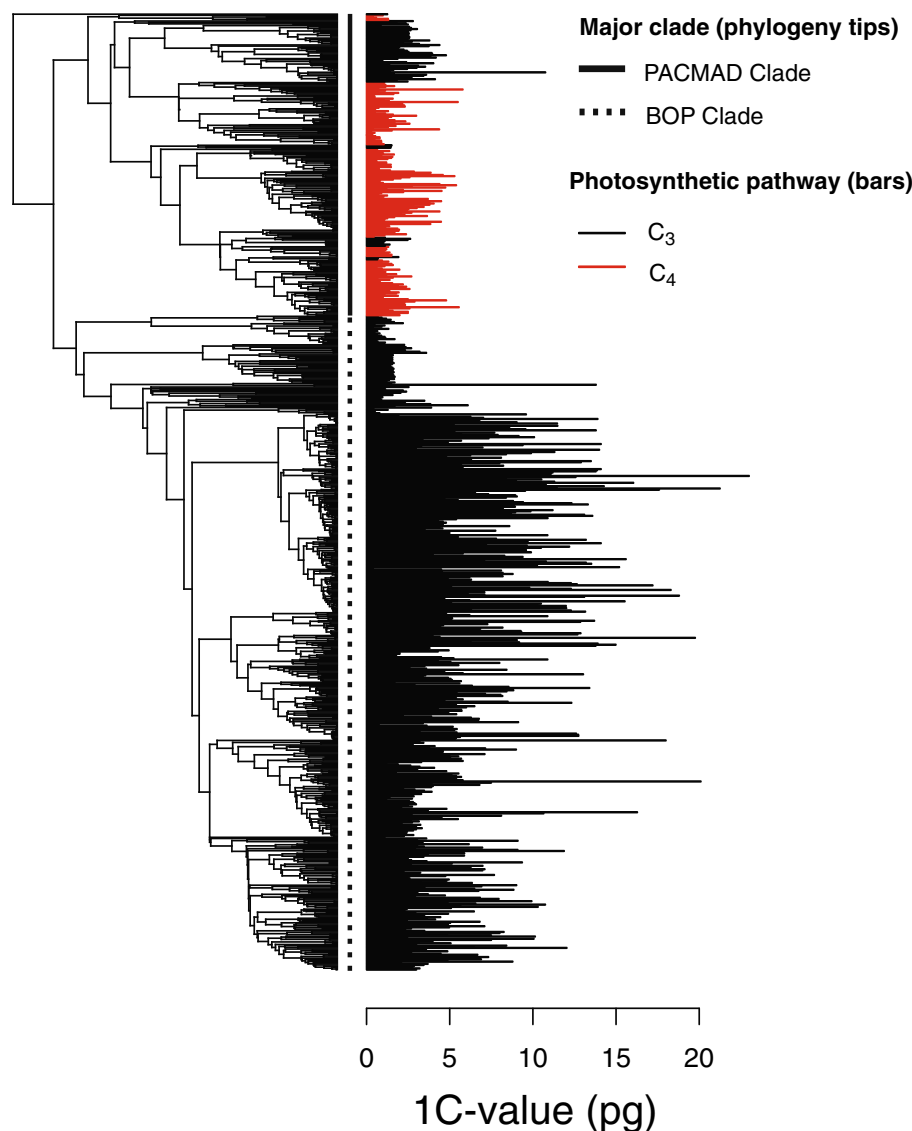 Major clade (phylogeny tips)
PACMAD Clade
BOP Clade
Photosynthetic pathway (bars)
C3
C4
0 5 10 15 20
1C-value (pg)